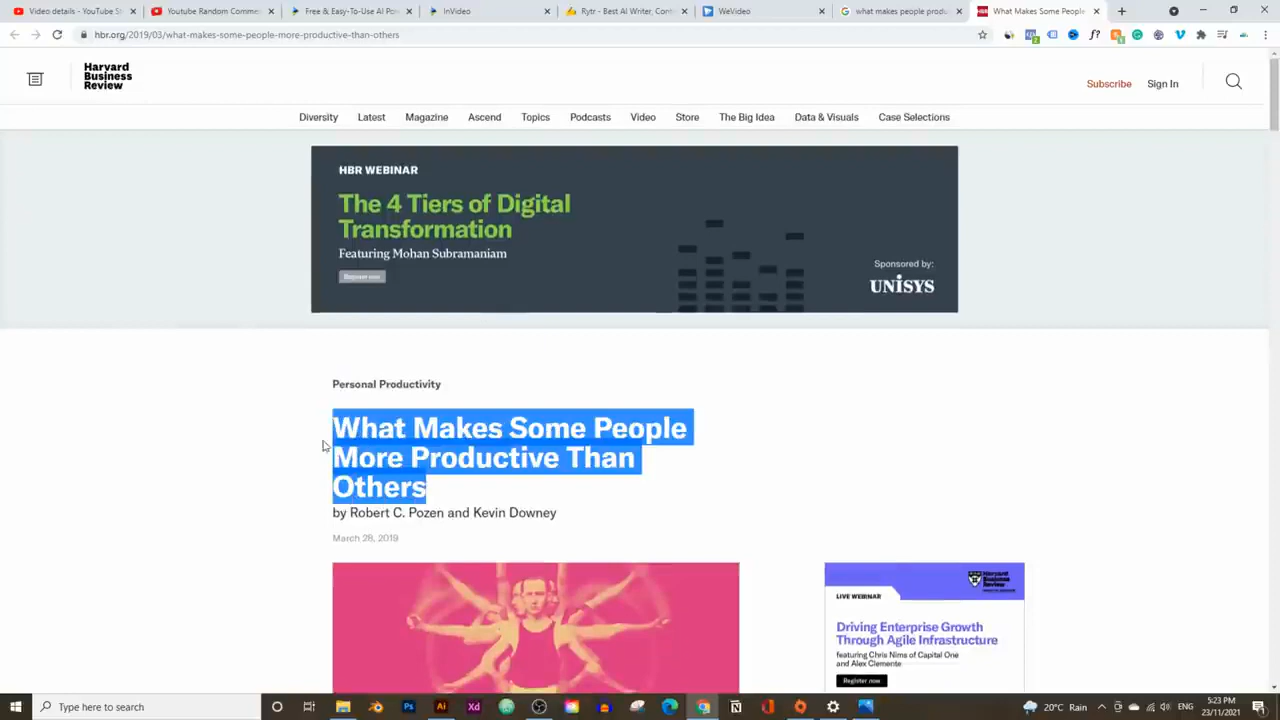 Video details - YouTube St
Youtube Random Comme
Free & Easy-To-Use AI Po
InVideo
Rytr - Best AI Writer, Cont
WeVideo
what makes people produ
What Makes Some People
hbr.org/2019/03/what-makes-some-people-more-productive-than-others
Harvard
Business
Review
Subscribe
Sign In
Diversity
Latest
Magazine
Ascend
Topics
Podcasts
Video
Store
The Big Idea
Data & Visuals
Case Selections
HBR WEBINAR
The 4 Tiers of Digital
Transformation
Featuring Mohan Subramaniam
Register now
Sponsored by:
UNISYS
Personal Productivity
What Makes Some People
More Productive Than
Others
by Robert C. Pozen and Kevin Downey
March 28, 2019
LIVE WEBINAR
Harvard
Business
Review
Driving Enterprise Growth
Through Agile Infrastructure
featuring Chris Nims of Capital One
and Alex Clemente
Register now
Type here to search
20°C Rain
5:23 PM
23/11/2021